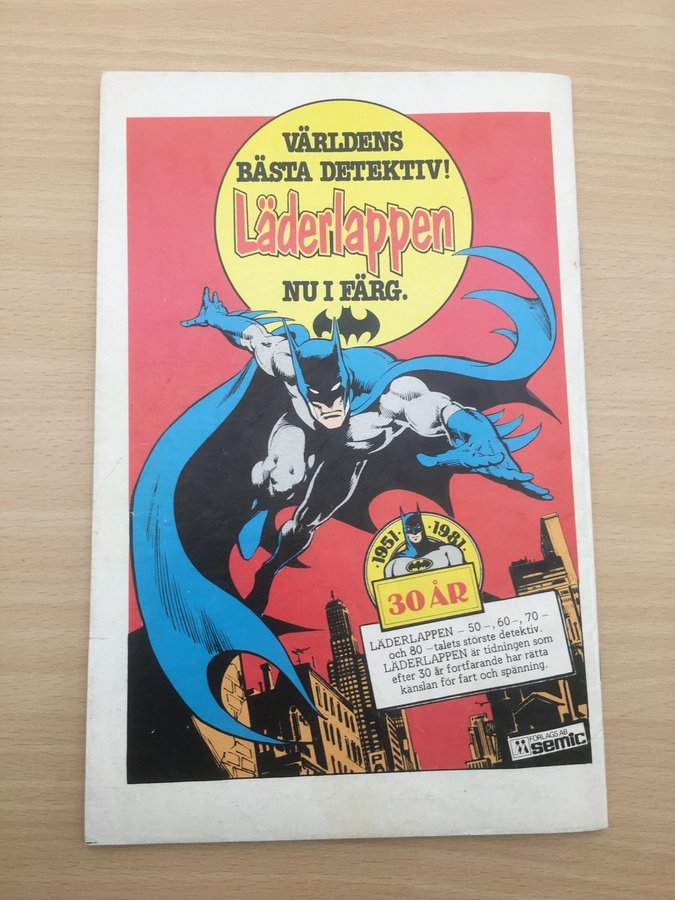 VÄRLDENS
BÄSTA DETEKTIV!
Läderlappen
NU I FÄRG.
1951 · 1981
30 ÅR
LÄDERLAPPEN – 50 –, 60 –, 70 –
och 80 – talets störste detektiv.
LÄDERLAPPEN är tidningen som
efter 30 år fortfarande har rätta
känslan för fart och spänning.
FÖRLAGS AB
semic